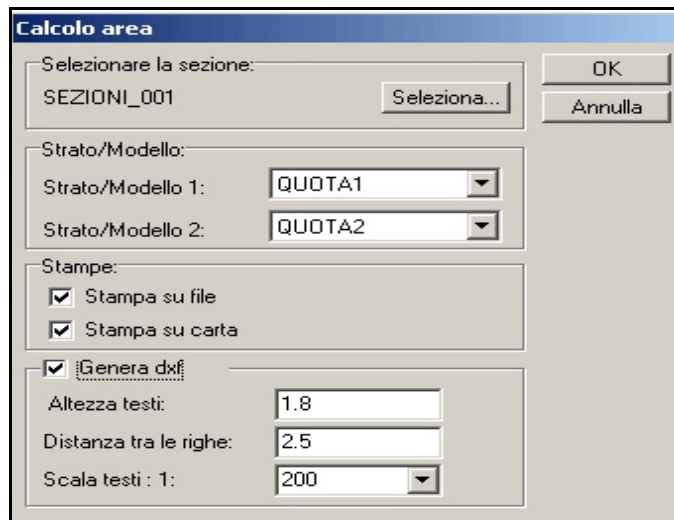 Calcolo area
Selezionare la sezione:
SEZIONI_001
Seleziona...
OK
Annulla
Strato/Modello:
Strato/Modello 1: QUOTA1
Strato/Modello 2: QUOTA2
Stampe:
Stampa su file
Stampa su carta
Genera dxf
Altezza testi: 1.8
Distanza tra le righe: 2.5
Scala testi : 1: 200